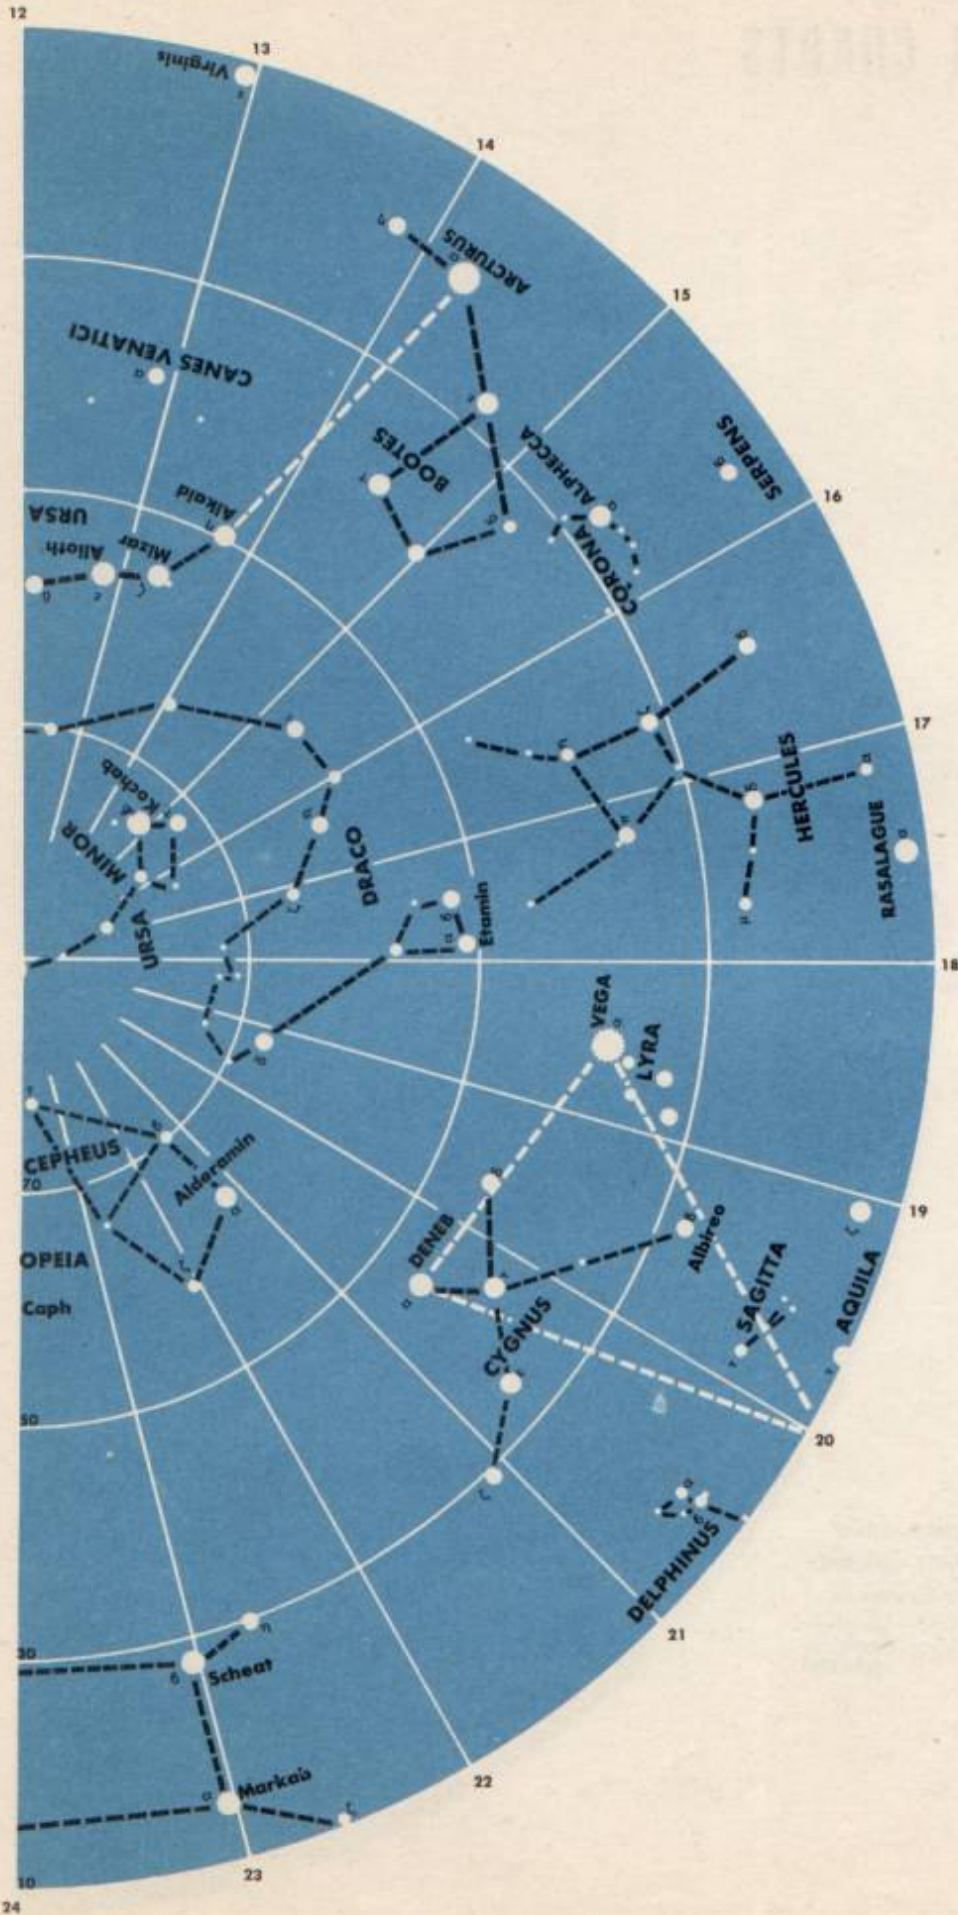 CHARTS
12
13
Virginis
ε
14
η
α
ARCTURUS
15
CANES VENATICI
α
BOOTES
ε
γ
δ
ALPHECCA
α
CORONA
SERPENS
16
URSA
Alkaid
η
Mizar
ζ
Alioth
ε
δ
β
17
HERCULES
ζ
η
π
δ
α
μ
RASALAGUE
α
MINOR
Kochab
URSA
DRACO
η
ζ
Etamin
18
VEGA
α
LYRA
CEPHEUS
70
Aldaramin
β
α
ζ
γ
δ
DENEB
α
δ
γ
β
Albireo
19
ζ
OPEIA
Caph
CYGNUS
ε
ζ
SAGITTA
γ
AQUILA
γ
20
50
DELPHINUS
α
β
21
30
Scheat
β
η
Markab
α
ζ
22
23
10
24